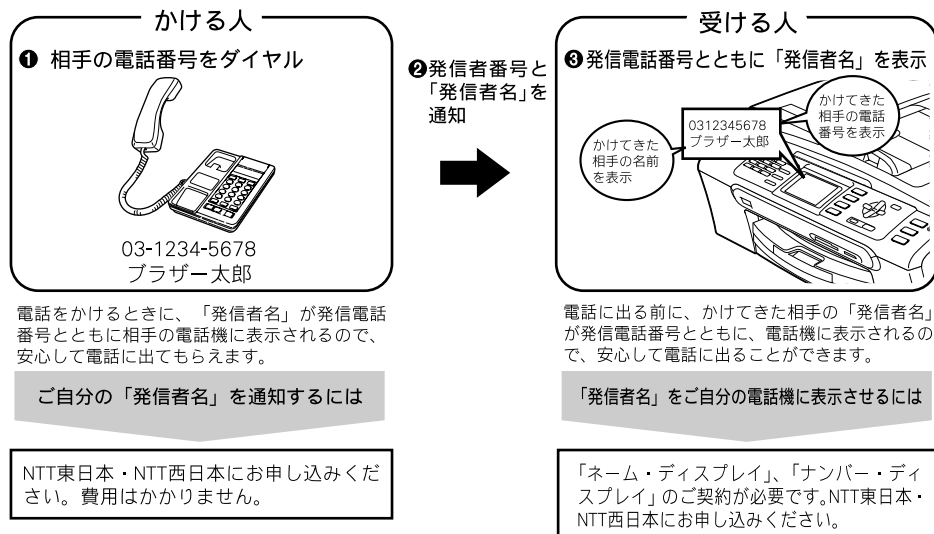 かける人
❶ 相手の電話番号をダイヤル
03-1234-5678
ブラザー太郎
電話をかけるときに、「発信者名」が発信電話
番号とともに相手の電話機に表示されるので、
安心して電話に出てもらえます。
ご自分の「発信者名」を通知するには
NTT東日本・NTT西日本にお申し込みくだ
さい。費用はかかりません。
❷発信者番号と
「発信者名」を
通知
受ける人
❸発信電話番号とともに「発信者名」を表示
かけてきた
相手の電話
番号を表示
0312345678
ブラザー太郎
かけてきた
相手の名前
を表示
電話に出る前に、かけてきた相手の「発信者名」
が発信電話番号とともに、電話機に表示されるの
で、安心して電話に出ることができます。
「発信者名」をご自分の電話機に表示させるには
「ネーム・ディスプレイ」、「ナンバー・ディ
スプレイ」のご契約が必要です。NTT東日本・
NTT西日本にお申し込みください。